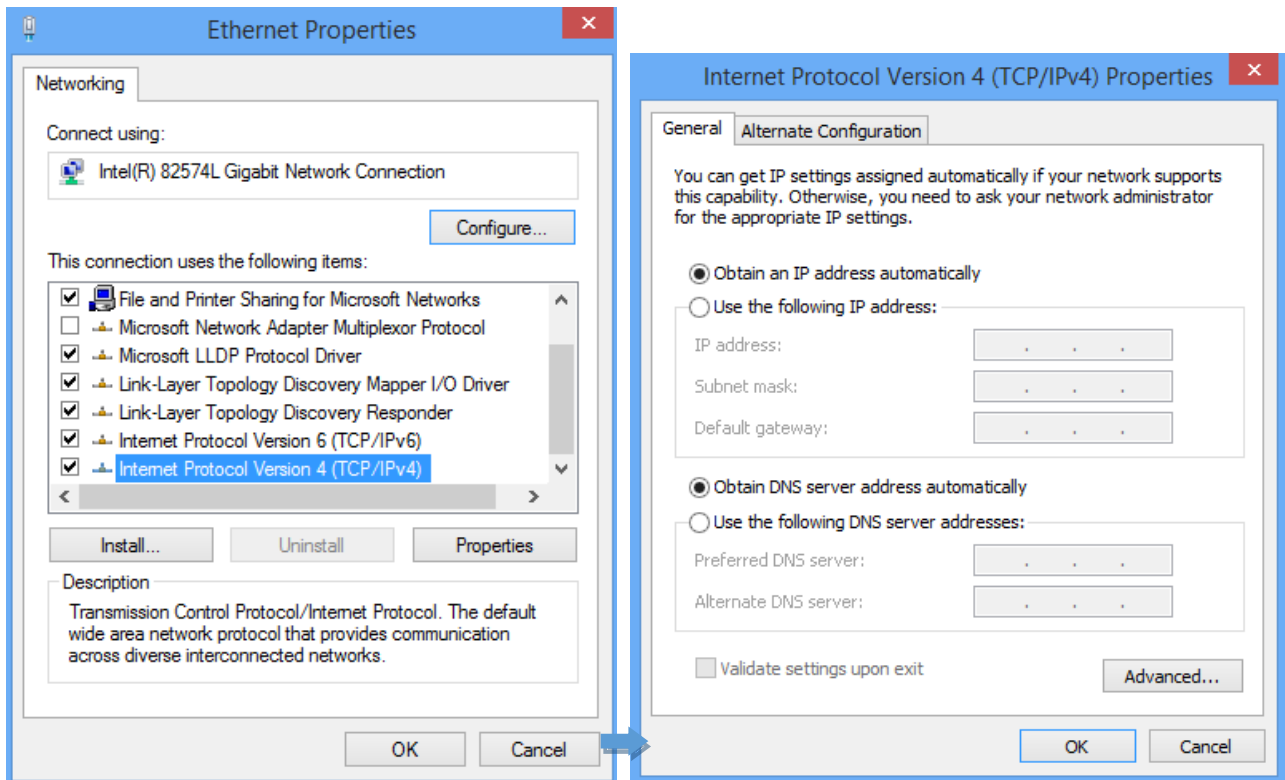 Ethernet Properties
Networking
Connect using:
Intel(R) 82574L Gigabit Network Connection
Configure...
This connection uses the following items:
File and Printer Sharing for Microsoft Networks
Microsoft Network Adapter Multiplexor Protocol
Microsoft LLDP Protocol Driver
Link-Layer Topology Discovery Mapper I/O Driver
Link-Layer Topology Discovery Responder
Internet Protocol Version 6 (TCP/IPv6)
Internet Protocol Version 4 (TCP/IPv4)
Install...
Uninstall
Properties
Description
Transmission Control Protocol/Internet Protocol. The default
wide area network protocol that provides communication
across diverse interconnected networks.
OK
Cancel
Internet Protocol Version 4 (TCP/IPv4) Properties
General
Alternate Configuration
You can get IP settings assigned automatically if your network supports
this capability. Otherwise, you need to ask your network administrator
for the appropriate IP settings.
Obtain an IP address automatically
Use the following IP address:
IP address:
Subnet mask:
Default gateway:
Obtain DNS server address automatically
Use the following DNS server addresses:
Preferred DNS server:
Alternate DNS server:
Validate settings upon exit
Advanced...
OK
Cancel